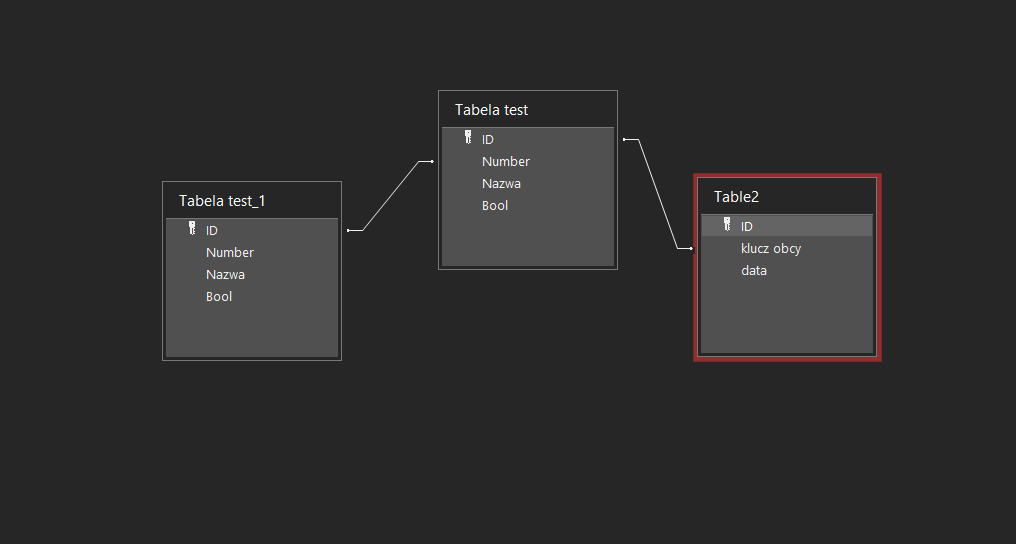 Tabela test_1
ID
Number
Nazwa
Bool
Tabela test
ID
Number
Nazwa
Bool
Table2
ID
klucz obcy
data